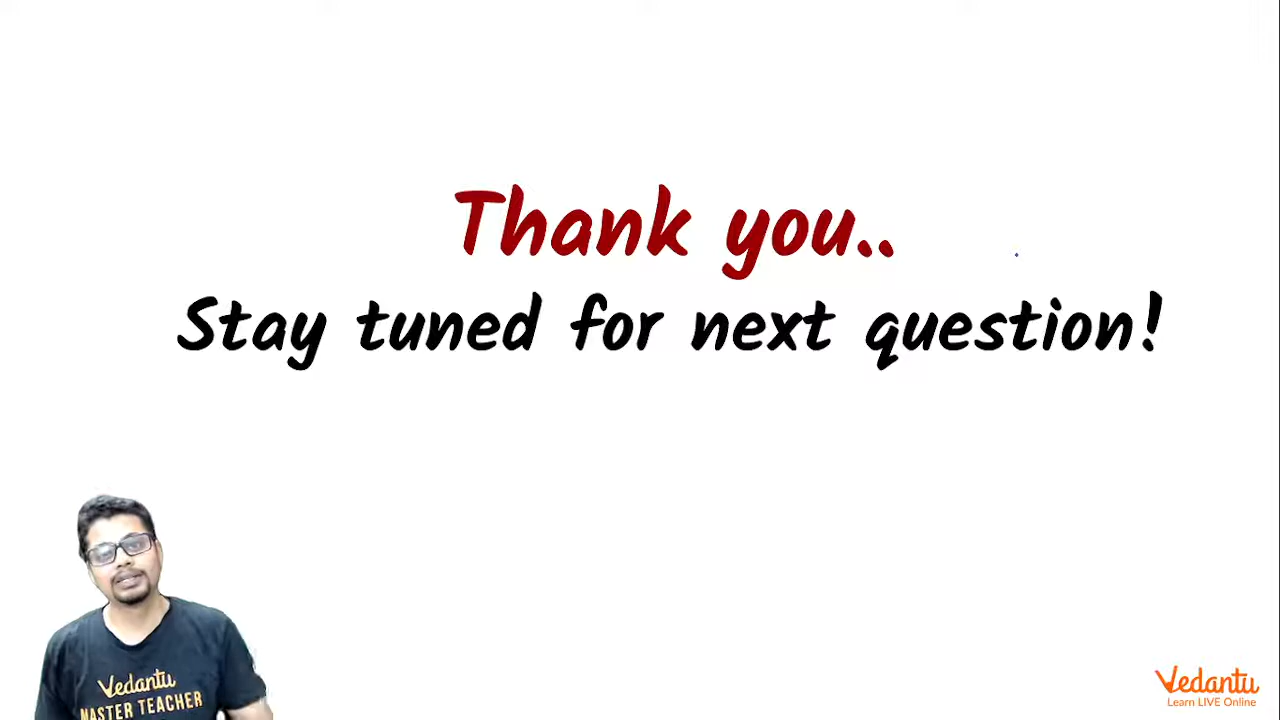 Thank you..
Stay tuned for next question!
Vedantu
MASTER TEACHER
Vedantu
Learn LIVE Online